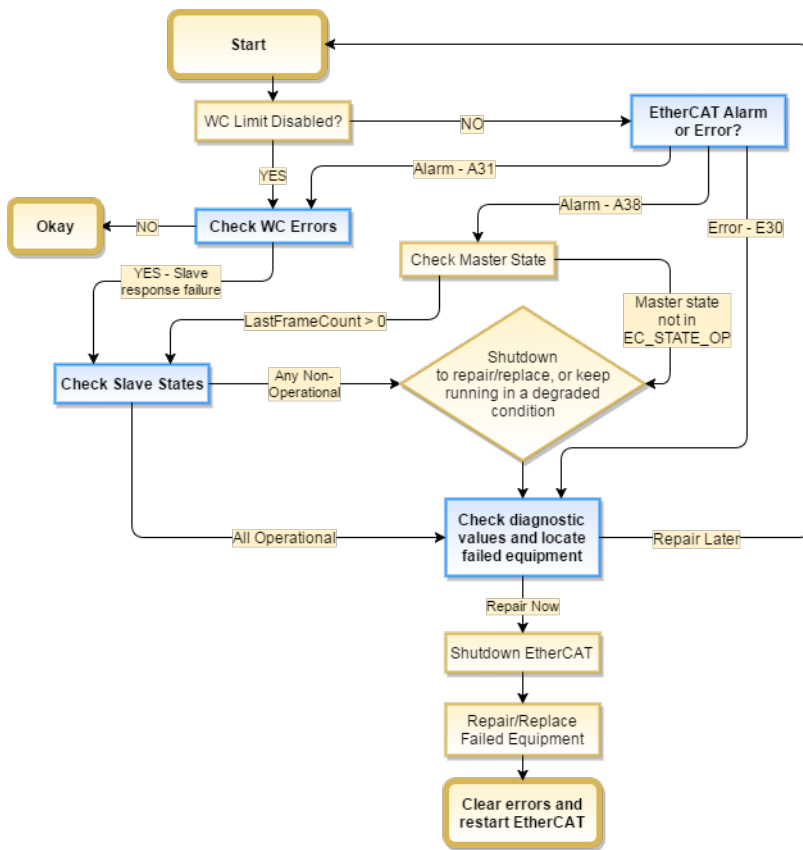 Start
WC Limit Disabled?
NO
EtherCAT Alarm
or Error?
YES
Alarm - A31
Alarm - A38
Error - E30
Okay
NO
Check WC Errors
Check Master State
YES - Slave
response failure
LastFrameCount > 0
Master state
not in
EC_STATE_OP
Check Slave States
Any Non-
Operational
Shutdown
to repair/replace, or keep
running in a degraded
condition
All Operational
Check diagnostic
values and locate
failed equipment
Repair Later
Repair Now
Shutdown EtherCAT
Repair/Replace
Failed Equipment
Clear errors and
restart EtherCAT